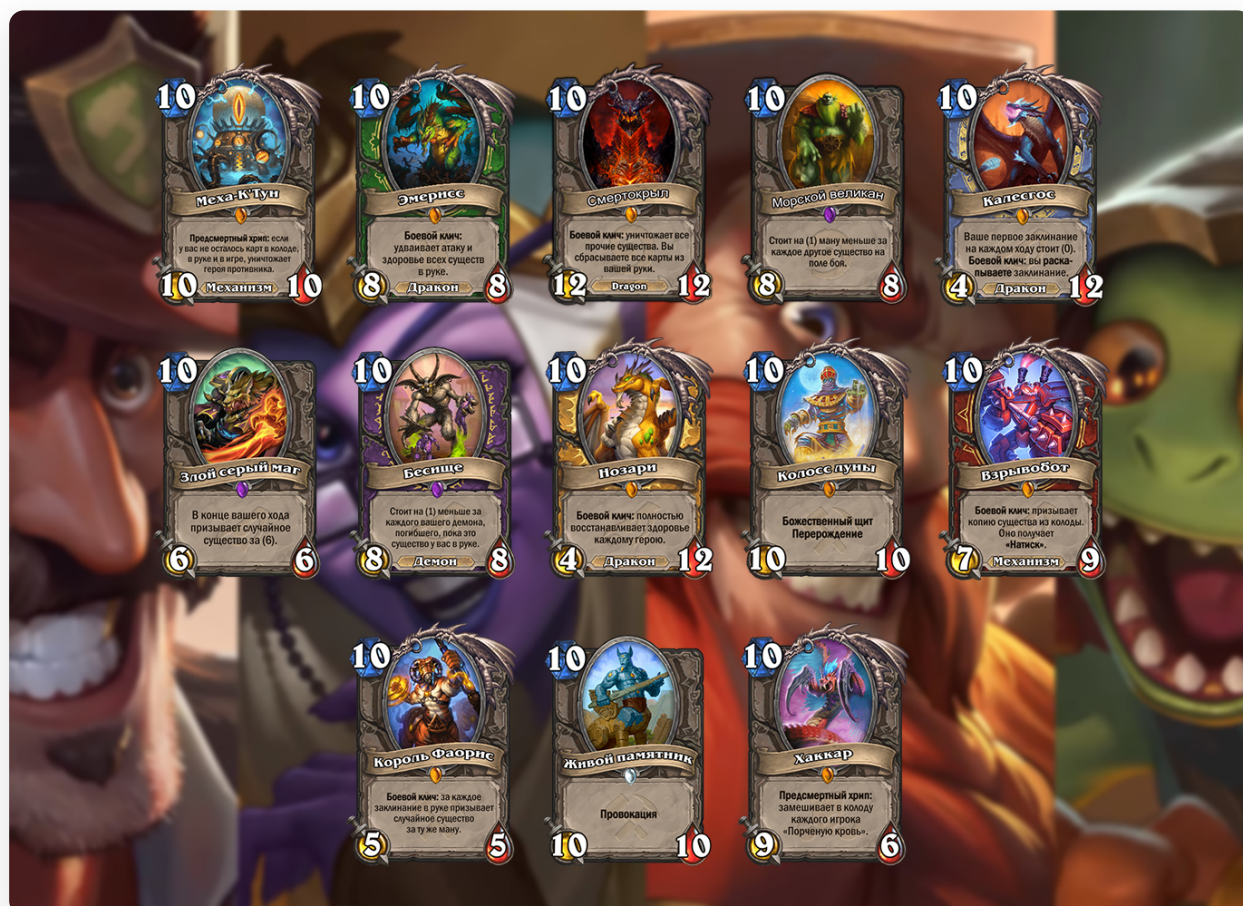 10
Меха-К'Тун
Предсмертный хрип: если
у вас не осталось карт в колоде,
в руке и в игре, уничтожает
героя противника.
10 Механизм 10
10
Эмерисс
Боевой клич:
удваивает атаку и
здоровье всех существ
в руке.
8 Дракон 8
10
Смертокрыл
Боевой клич: уничтожает все
прочие существа. Вы
сбрасываете все карты из
вашей руки.
12 Dragon 12
10
Морской великан
Стоит на (1) ману меньше за
каждое другое существо на
поле боя.
8 8
10
Калесгос
Ваше первое заклинание
на каждом ходу стоит (0).
Боевой клич: вы раска-
пываете заклинание.
4 Дракон 12
10
Злой серый маг
В конце вашего хода
призывает случайное
существо за (6).
6 6
10
Бесище
Стоит на (1) меньше за
каждого вашего демона,
погибшего, пока это
существо у вас в руке.
8 Демон 8
10
Нозари
Боевой клич: полностью
восстанавливает здоровье
каждому герою.
4 Дракон 12
10
Колосс луны
Божественный щит
Перерождение
10 10
10
Взрывобот
Боевой клич: призывает
копию существа из колоды.
Оно получает
«Натиск».
7 Механизм 9
10
Король Фаорис
Боевой клич: за каждое
заклинание в руке призывает
случайное существо
за ту же ману.
5 5
10
Живой памятник
Провокация
10 10
10
Хаккар
Предсмертный хрип:
замешивает в колоду
каждого игрока
«Порченую кровь».
9 6